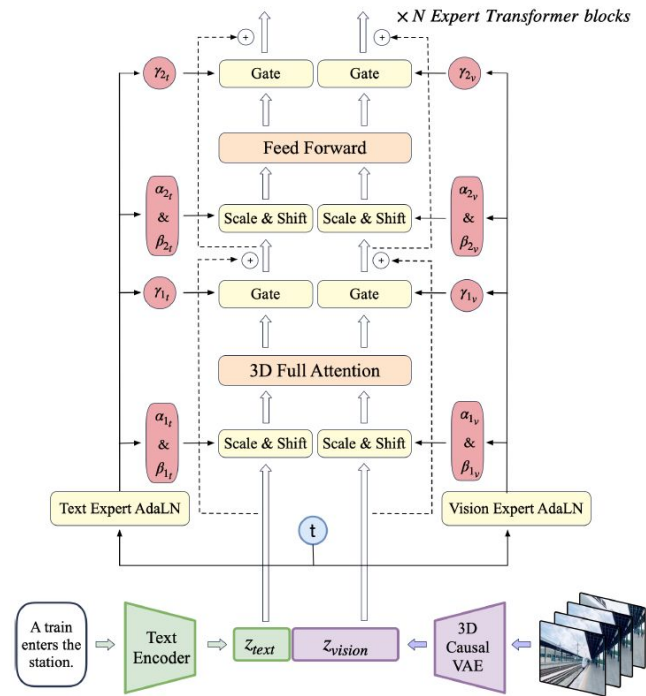 × N Expert Transformer blocks
+ +
γ2t Gate Gate γ2v
Feed Forward
α2t
&
β2t
Scale & Shift Scale & Shift
α2v
&
β2v
+ +
γ1t Gate Gate γ1v
3D Full Attention
α1t
&
β1t
Scale & Shift Scale & Shift
α1v
&
β1v
Text Expert AdaLN
t
Vision Expert AdaLN
A train
enters the
station.
Text
Encoder
ztext
zvision
3D
Causal
VAE